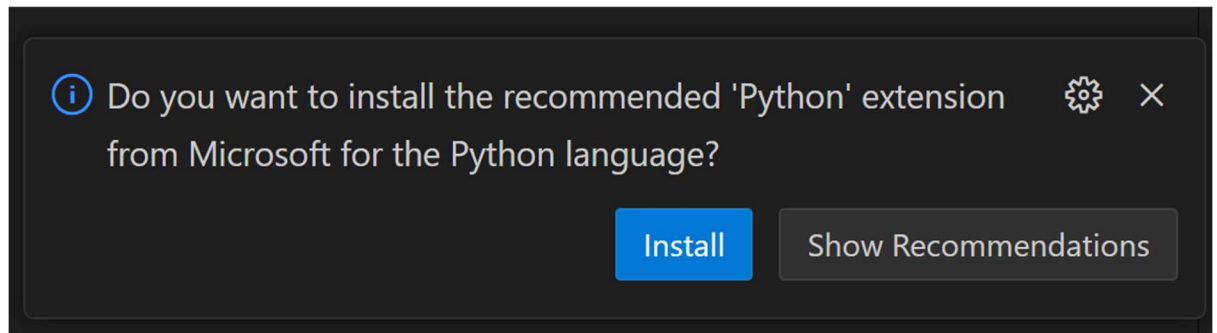 Do you want to install the recommended 'Python' extension
from Microsoft for the Python language?
Install
Show Recommendations